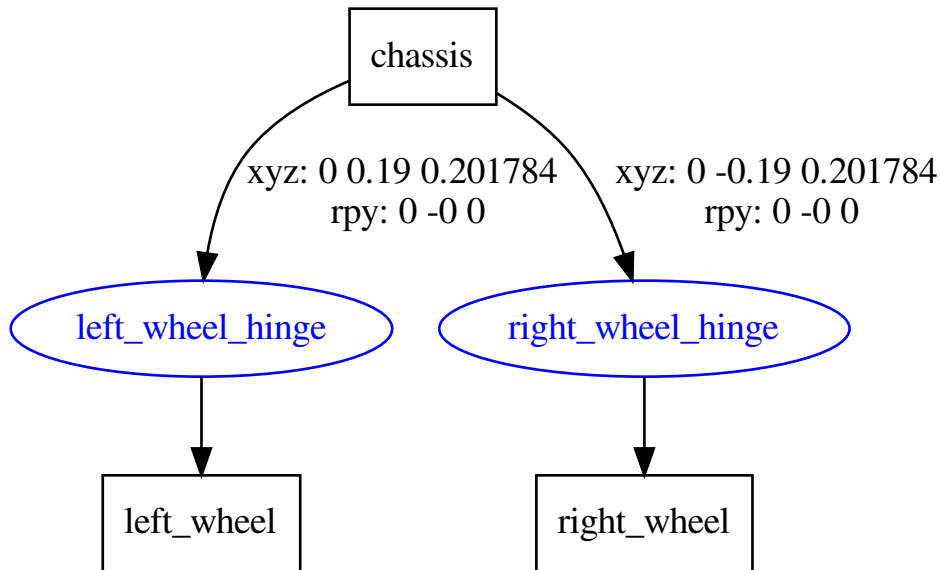 chassis
xyz: 0 0.19 0.201784
rpy: 0 -0 0
xyz: 0 -0.19 0.201784
rpy: 0 -0 0
left_wheel_hinge
right_wheel_hinge
left_wheel
right_wheel